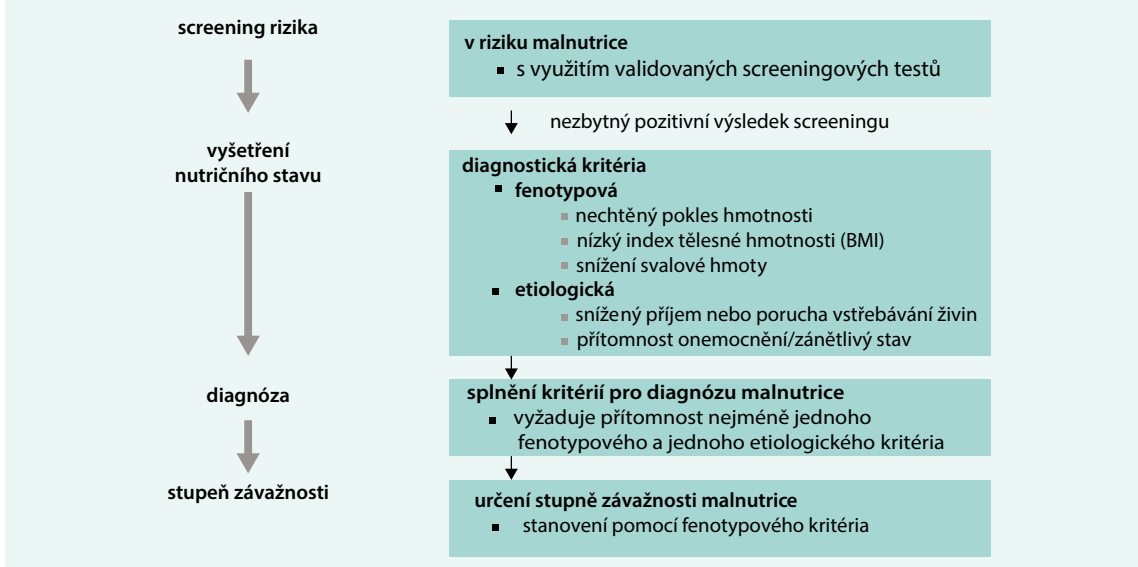 screening rizika
v riziku malnutrice
▪ s využitím validovaných screeningových testů
nezbytný pozitivní výsledek screeningu
vyšetření
nutričního stavu
diagnostická kritéria
▪ fenotypová
▪ nechtěný pokles hmotnosti
▪ nízký index tělesné hmotnosti (BMI)
▪ snížení svalové hmoty
▪ etiologická
▪ snížený příjem nebo porucha vstřebávání živin
▪ přítomnost onemocnění/zánětlivý stav
diagnóza
splnění kritérií pro diagnózu malnutrice
▪ vyžaduje přítomnost nejméně jednoho
fenotypového a jednoho etiologického kritéria
stupeň závažnosti
určení stupně závažnosti malnutrice
▪ stanovení pomocí fenotypového kritéria